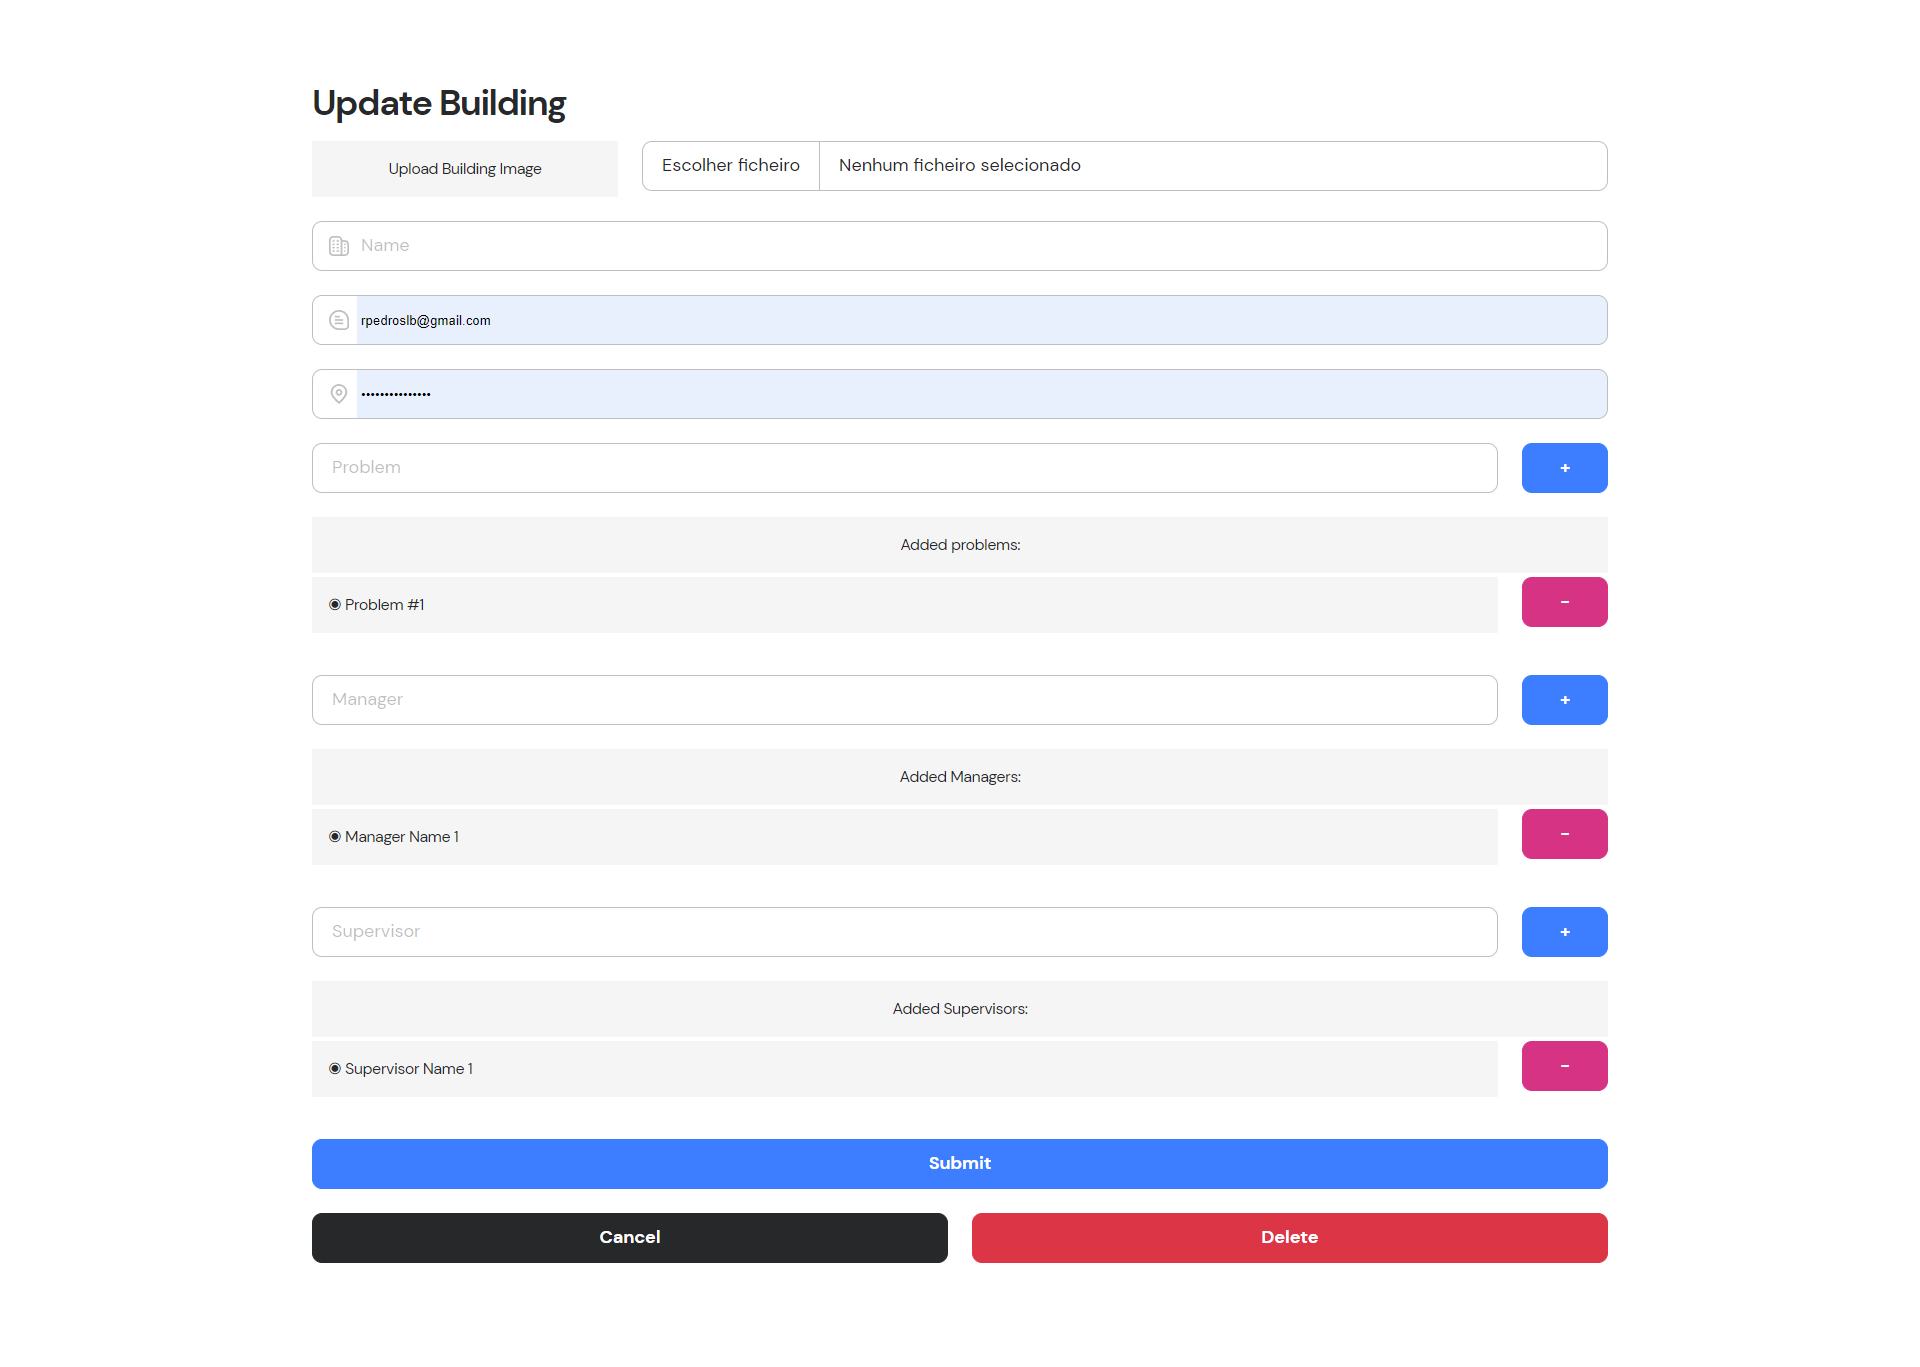 Update Building
Upload Building Image
Escolher ficheiro Nenhum ficheiro selecionado
Name
rpedroslb@gmail.com
•••••••••••••••
Problem +
Added problems:
Problem #1 -
Manager +
Added Managers:
Manager Name 1 -
Supervisor +
Added Supervisors:
Supervisor Name 1 -
Submit
Cancel Delete